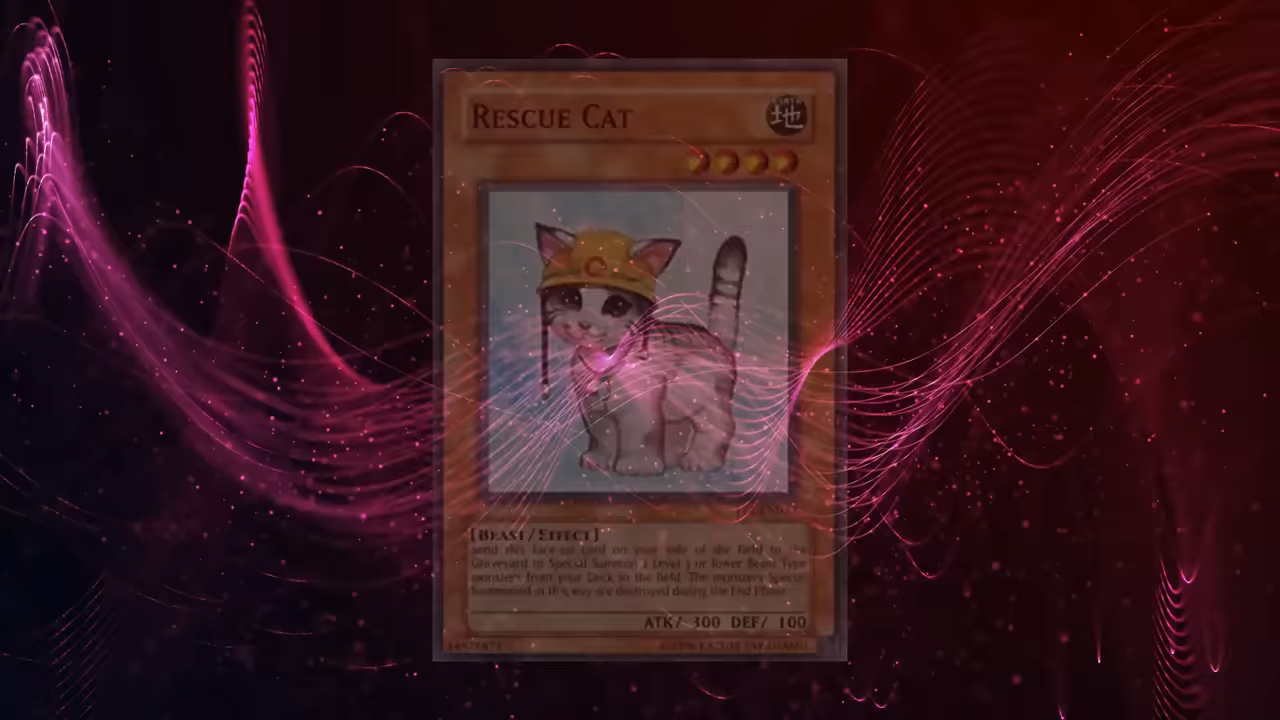 RESCUE CAT
地
[BEAST / EFFECT]
Send this face-up card on your side of the field to the
Graveyard to Special Summon 2 Level 3 or lower Beast-Type
monsters from your Deck to the field. The monsters Special
Summoned in this way are destroyed during the End Phase.
ATK/ 300 DEF/ 100
KAZUKI TAKAHASHI